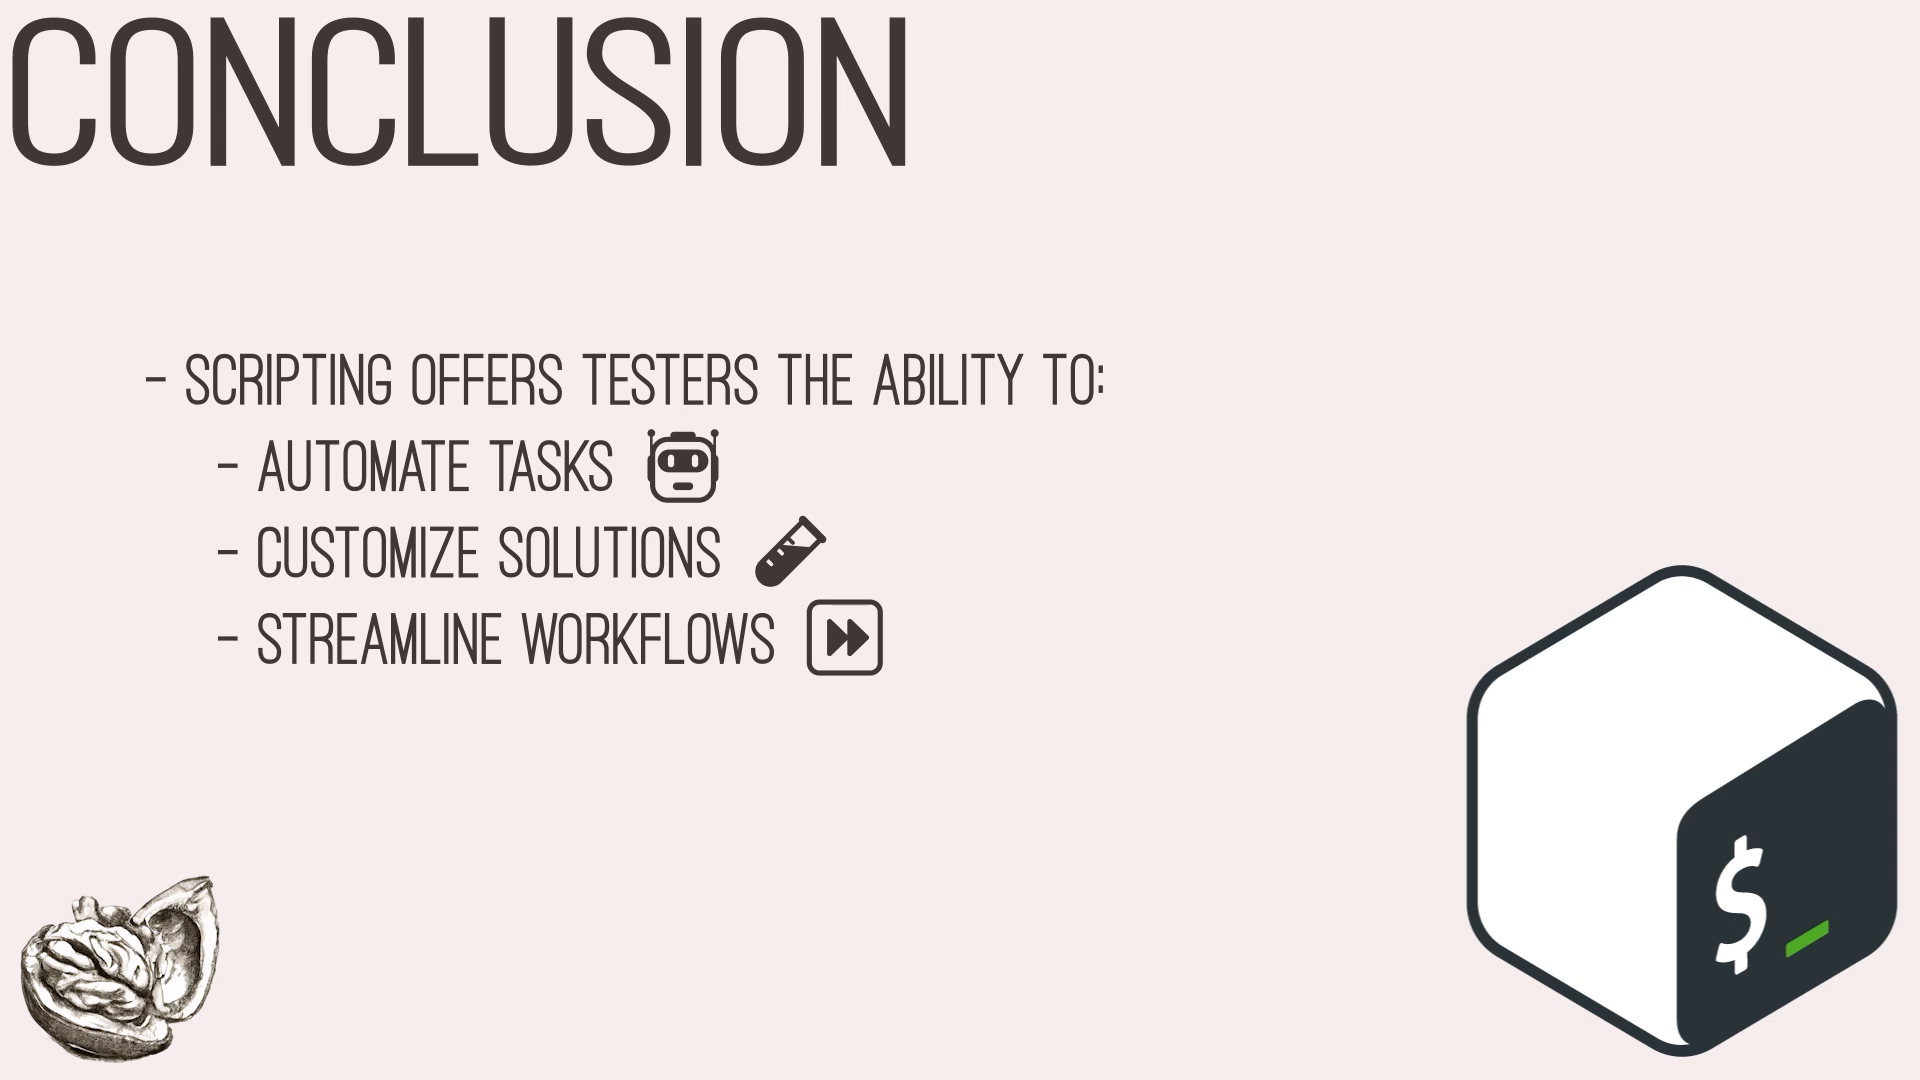 CONCLUSION
- SCRIPTING OFFERS TESTERS THE ABILITY TO:
- AUTOMATE TASKS
- CUSTOMIZE SOLUTIONS
- STREAMLINE WORKFLOWS
$_